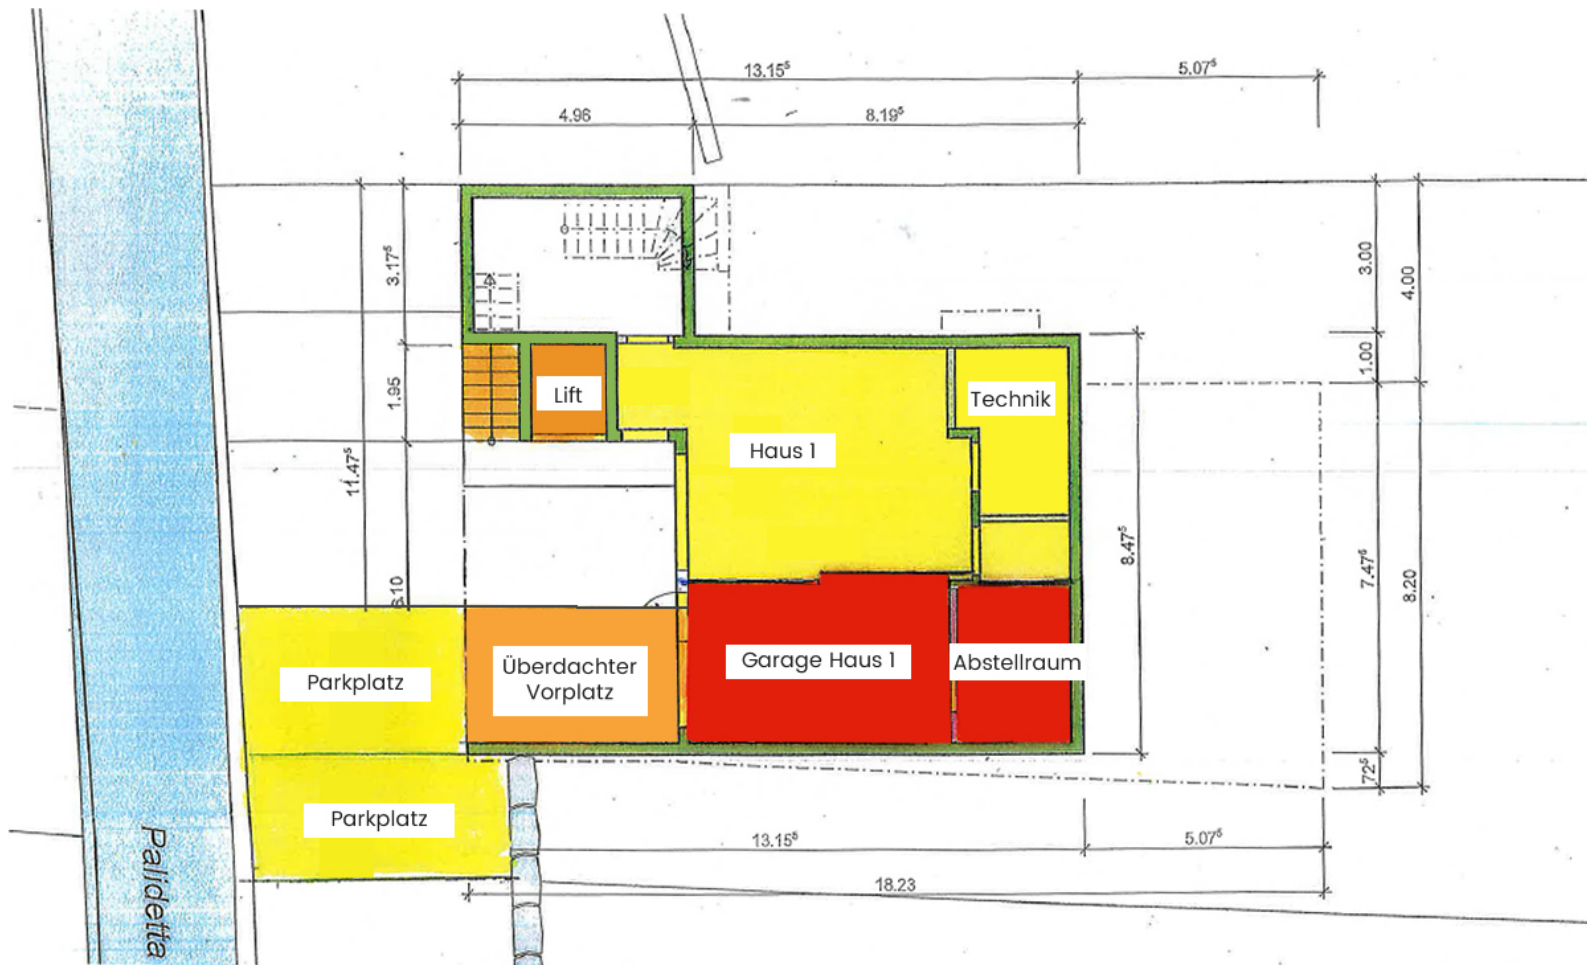 13.15⁵
5.07⁵
4.96
8.19⁵
3.17⁵
3.00
4.00
1.95
1.00
Lift
Technik
Haus 1
11.47⁵
8.47⁵
7.47⁵
8.20
6.10
Parkplatz
Überdachter
Vorplatz
Garage Haus 1
Abstellraum
72⁵
Parkplatz
Palidetta
13.15⁵
5.07⁵
18.23